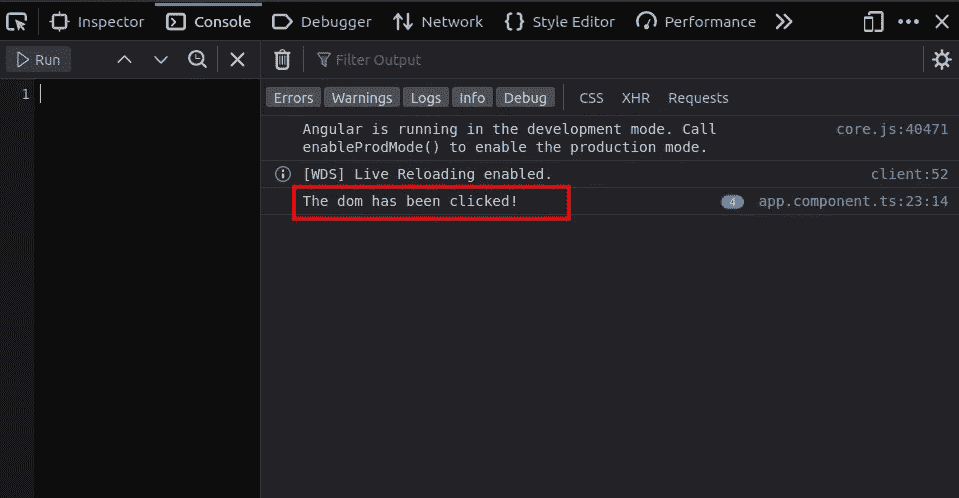 Inspector Console Debugger Network Style Editor Performance
Run Filter Output
1 Errors Warnings Logs Info Debug CSS XHR Requests
Angular is running in the development mode. Call core.js:40471
enableProdMode() to enable the production mode.
[WDS] Live Reloading enabled. client:52
The dom has been clicked! 4 app.component.ts:23:14